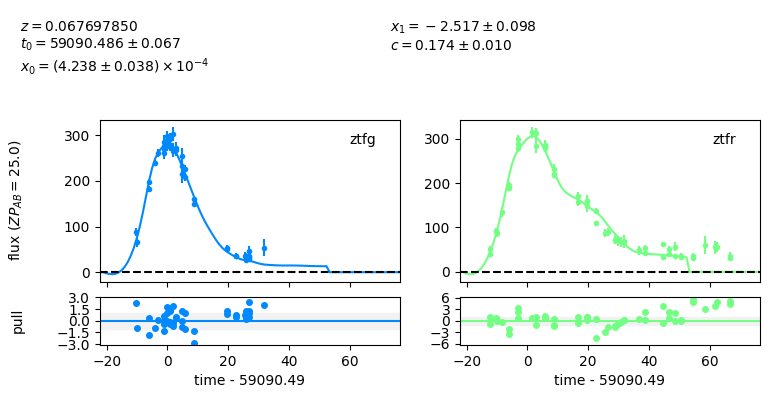 z = 0.067697850
t₀ = 59090.486 ± 0.067
x₀ = (4.238 ± 0.038) × 10⁻⁴
x₁ = −2.517 ± 0.098
c = 0.174 ± 0.010
flux (ZP_{AB} = 25.0)
300
200
100
0
ztfg
300
200
100
0
ztfr
pull
3.0
1.5
0.0
−1.5
−3.0
6
3
0
−3
−6
−20 0 20 40 60
−20 0 20 40 60
time - 59090.49
time - 59090.49